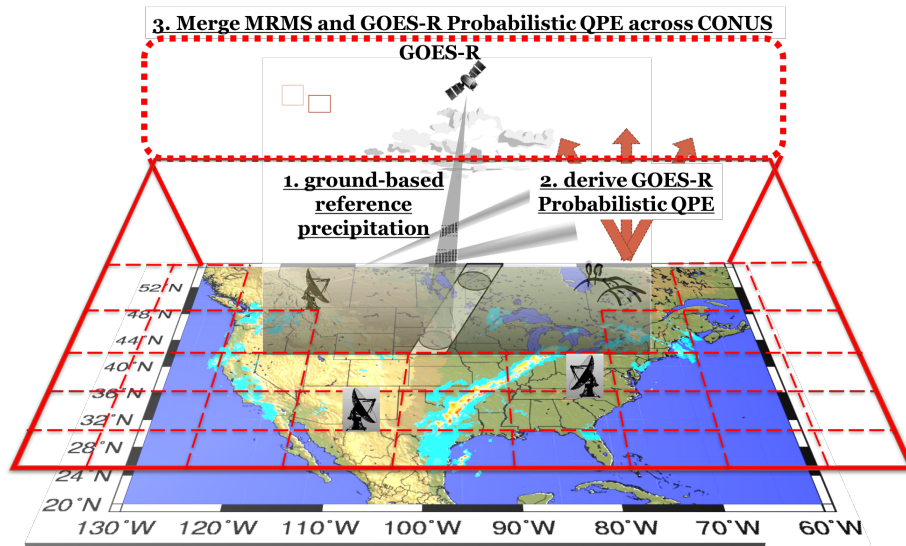 3. Merge MRMS and GOES-R Probabilistic QPE across CONUS
GOES-R
1. ground-based
reference
precipitation
2. derive GOES-R
Probabilistic QPE
52°N
48°N
44°N
40°N
36°N
32°N
28°N
24°N
20°N
130°W 120°W 110°W 100°W 90°W 80°W 70°W 60°W